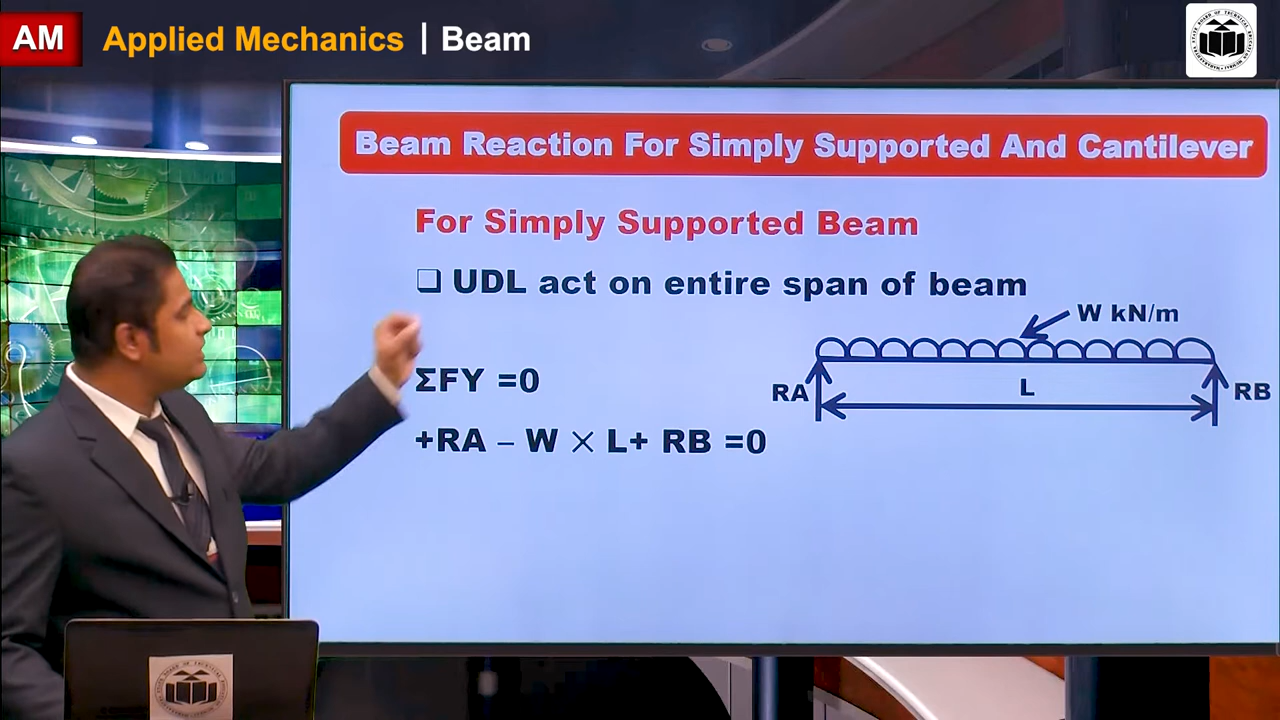 AM Applied Mechanics | Beam
Beam Reaction For Simply Supported And Cantilever
For Simply Supported Beam
❑ UDL act on entire span of beam
W kN/m
ΣFY =0
RA
L
RB
+RA – W × L+ RB =0